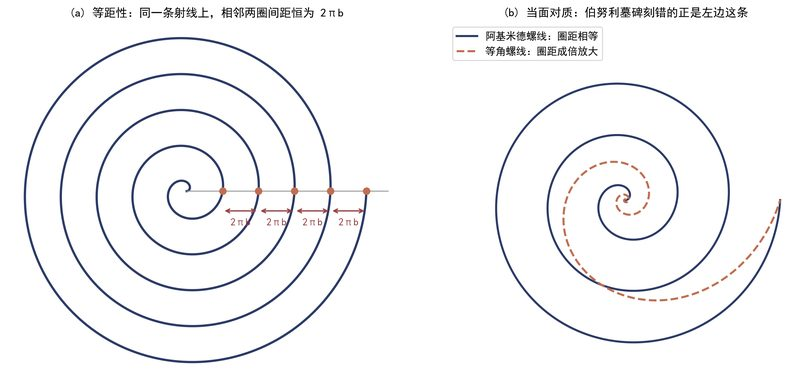 (a) 等距性：同一条射线上，相邻两圈间距恒为 2πb
2πb 2πb 2πb 2πb
(b) 当面对质：伯努利墓碑刻错的正是左边这条
阿基米德螺线：圈距相等
等角螺线：圈距成倍放大